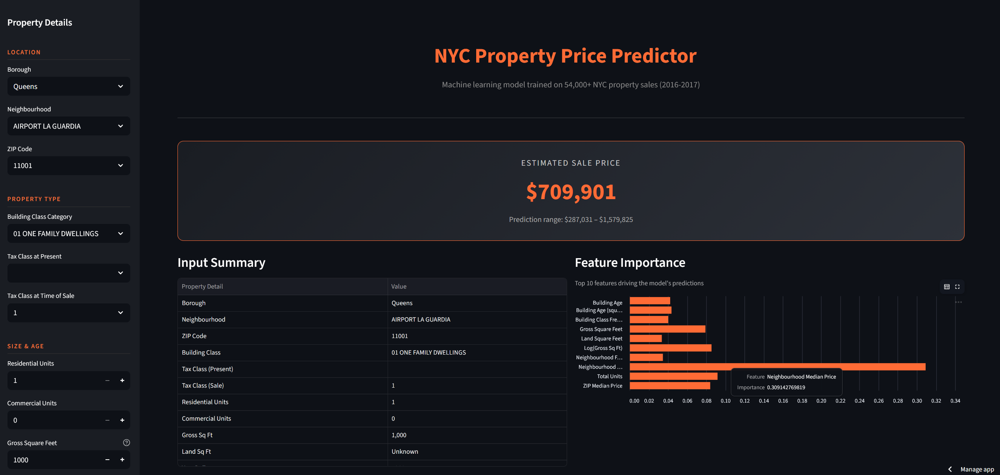 Property Details
LOCATION
Borough
Queens
Neighbourhood
AIRPORT LA GUARDIA
ZIP Code
11001
PROPERTY TYPE
Building Class Category
01 ONE FAMILY DWELLINGS
Tax Class at Present
Tax Class at Time of Sale
1
SIZE & AGE
Residential Units
1
Commercial Units
0
Gross Square Feet
1000
NYC Property Price Predictor
Machine learning model trained on 54,000+ NYC property sales (2016-2017)
ESTIMATED SALE PRICE
$709,901
Prediction range: $287,031 – $1,579,825
Input Summary
Property Detail Value
Borough Queens
Neighbourhood AIRPORT LA GUARDIA
ZIP Code 11001
Building Class 01 ONE FAMILY DWELLINGS
Tax Class (Present)
Tax Class (Sale) 1
Residential Units 1
Commercial Units 0
Gross Sq Ft 1,000
Land Sq Ft Unknown
Feature Importance
Top 10 features driving the model's predictions
Building Age
Building Age (squ…
Building Class Fre…
Gross Square Feet
Land Square Feet
Log(Gross Sq Ft)
Neighbourhood F…
Neighbourhood …
Total Units
ZIP Median Price
Feature Neighbourhood Median Price
Importance 0.309142769819
0.00 0.02 0.04 0.06 0.08 0.10 0.12 0.14 0.16 0.18 0.20 0.22 0.24 0.26 0.28 0.30 0.32 0.34
Manage app